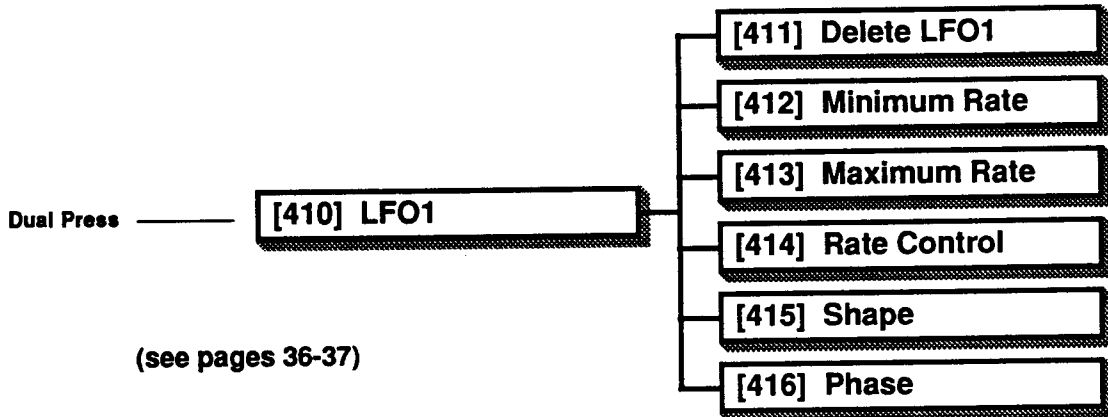 [411] Delete LFO1
[412] Minimum Rate
[413] Maximum Rate
Dual Press
[410] LFO1
[414] Rate Control
[415] Shape
(see pages 36-37)
[416] Phase